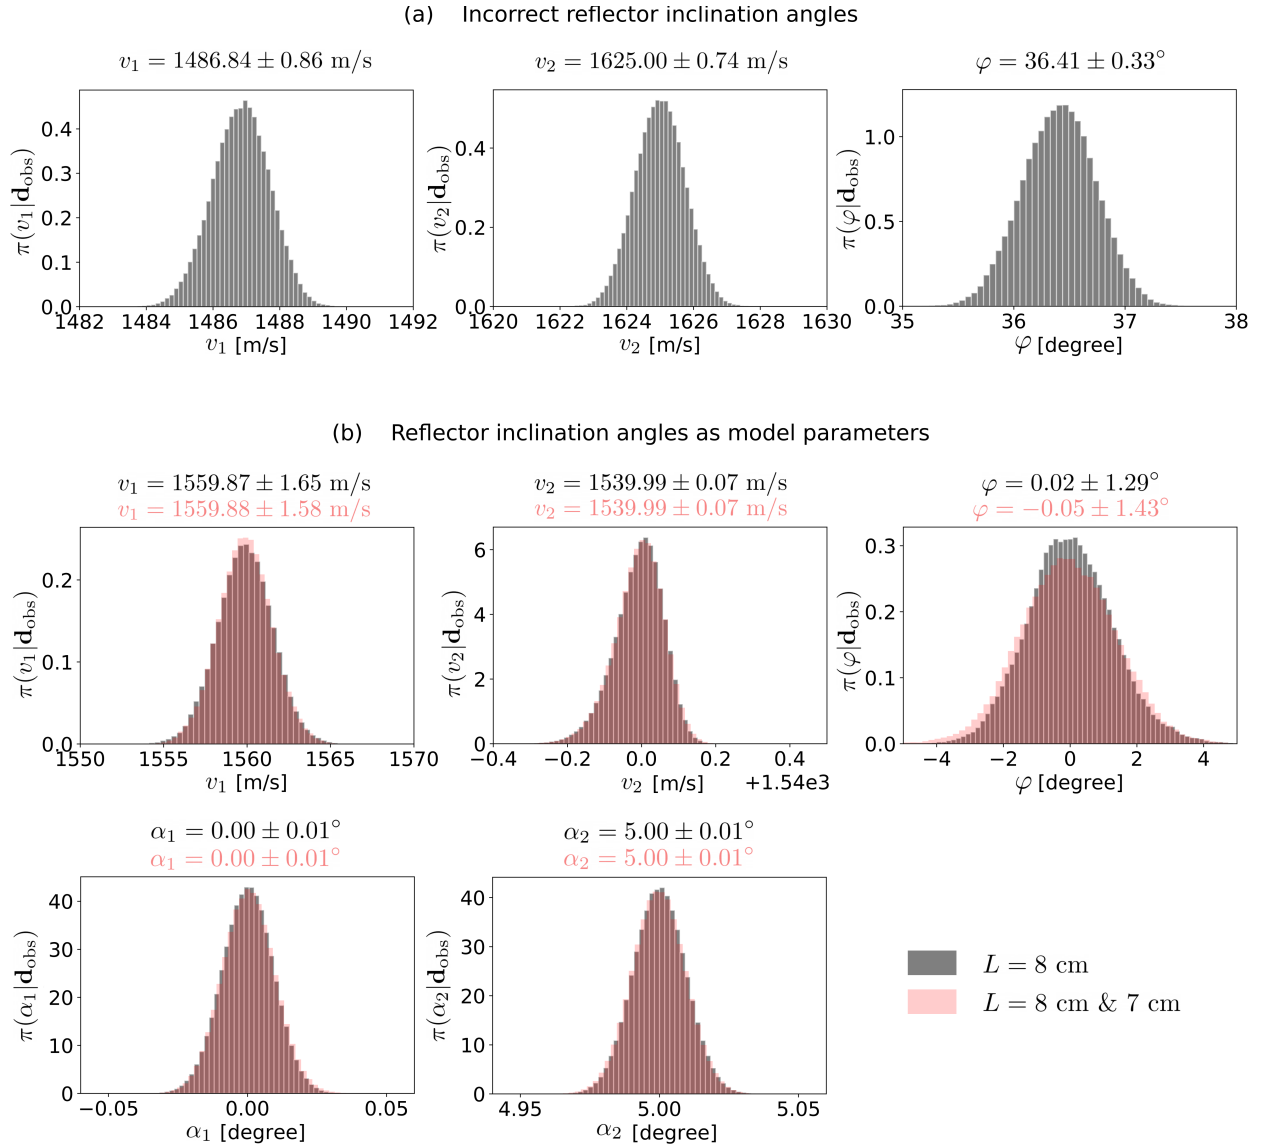 (a) Incorrect reflector inclination angles
v₁ = 1486.84 ± 0.86 m/s
v₂ = 1625.00 ± 0.74 m/s
φ = 36.41 ± 0.33°
π(v₁|d_obs)
0.4
0.3
0.2
0.1
0.0
1482 1484 1486 1488 1490 1492
v₁ [m/s]
π(v₂|d_obs)
0.4
0.2
0.0
1620 1622 1624 1626 1628 1630
v₂ [m/s]
π(φ|d_obs)
1.0
0.5
0.0
35 36 37 38
φ [degree]
(b) Reflector inclination angles as model parameters
v₁ = 1559.87 ± 1.65 m/s
v₁ = 1559.88 ± 1.58 m/s
v₂ = 1539.99 ± 0.07 m/s
v₂ = 1539.99 ± 0.07 m/s
φ = 0.02 ± 1.29°
φ = −0.05 ± 1.43°
π(v₁|d_obs)
0.2
0.1
0.0
1550 1555 1560 1565 1570
v₁ [m/s]
π(v₂|d_obs)
6
4
2
0
−0.4 −0.2 0.0 0.2 0.4
v₂ [m/s] +1.54e3
π(φ|d_obs)
0.3
0.2
0.1
0.0
−4 −2 0 2 4
φ [degree]
α₁ = 0.00 ± 0.01°
α₁ = 0.00 ± 0.01°
α₂ = 5.00 ± 0.01°
α₂ = 5.00 ± 0.01°
π(α₁|d_obs)
40
30
20
10
0
−0.05 0.00 0.05
α₁ [degree]
π(α₂|d_obs)
40
30
20
10
0
4.95 5.00 5.05
α₂ [degree]
L = 8 cm
L = 8 cm & 7 cm